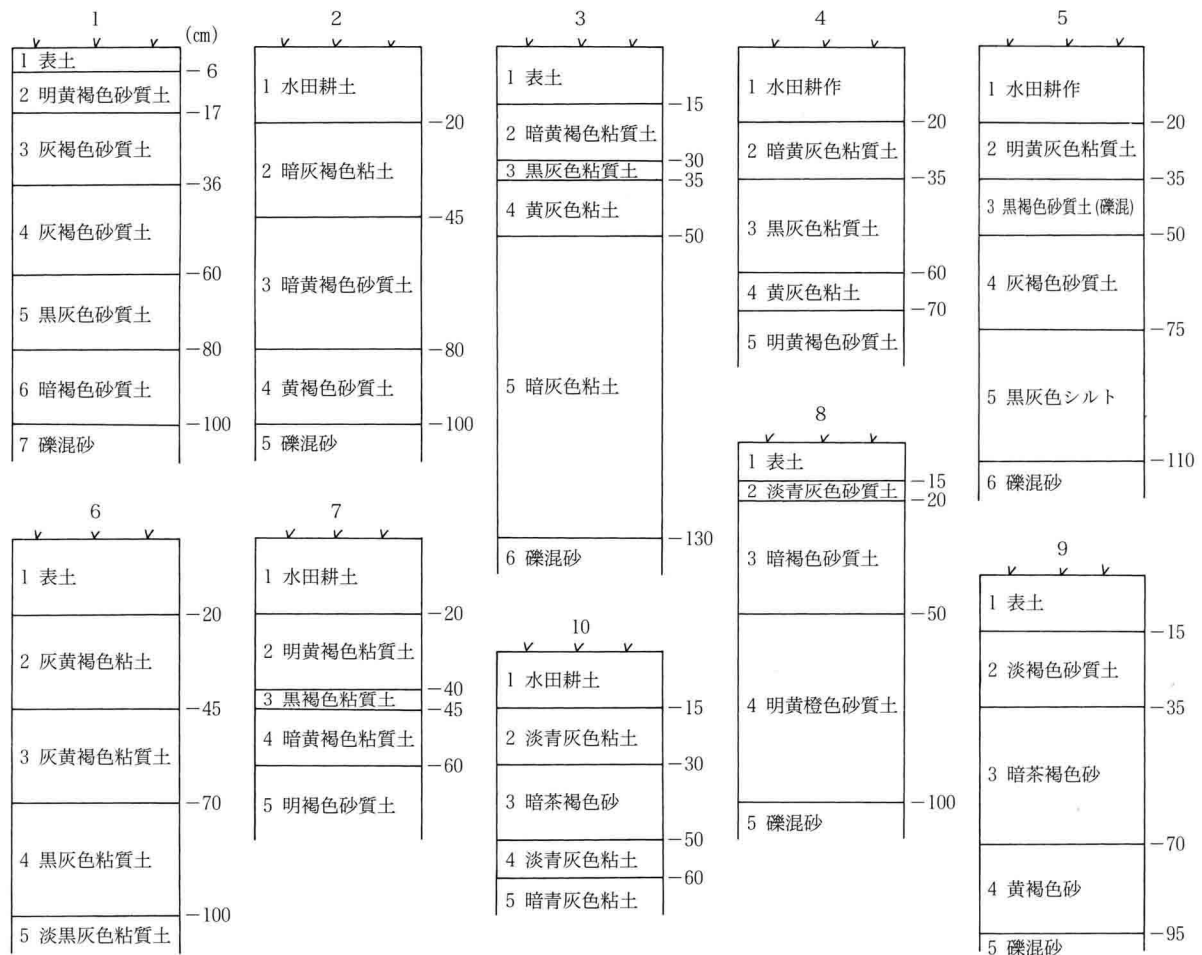 1
(cm)
1 表土
-6
2 明黄褐色砂質土
-17
3 灰褐色砂質土
-36
4 灰褐色砂質土
-60
5 黒灰色砂質土
-80
6 暗褐色砂質土
-100
7 礫混砂
2
1 水田耕土
-20
2 暗灰褐色粘土
-45
3 暗黄褐色砂質土
-80
4 黄褐色砂質土
-100
5 礫混砂
3
1 表土
-15
2 暗黄褐色粘質土
-30
3 黒灰色粘質土
-35
4 黄灰色粘土
-50
5 暗灰色粘土
-130
6 礫混砂
4
1 水田耕作
-20
2 暗黄灰色粘質土
-35
3 黒灰色粘質土
-60
4 黄灰色粘土
-70
5 明黄褐色砂質土
5
1 水田耕作
-20
2 明黄灰色粘質土
-35
3 黒褐色砂質土(礫混)
-50
4 灰褐色砂質土
-75
5 黒灰色シルト
-110
6 礫混砂
6
1 表土
-20
2 灰黄褐色粘土
-45
3 灰黄褐色粘質土
-70
4 黒灰色粘質土
-100
5 淡黒灰色粘質土
7
1 水田耕土
-20
2 明黄褐色粘質土
-40
3 黒褐色粘質土
-45
4 暗黄褐色粘質土
-60
5 明褐色砂質土
8
1 表土
-15
2 淡青灰色砂質土
-20
3 暗褐色砂質土
-50
4 明黄橙色砂質土
-100
5 礫混砂
9
1 表土
-15
2 淡褐色砂質土
-35
3 暗茶褐色砂
-70
4 黄褐色砂
-95
5 礫混砂
10
1 水田耕土
-15
2 淡青灰色粘土
-30
3 暗茶褐色砂
-50
4 淡青灰色粘土
-60
5 暗青灰色粘土